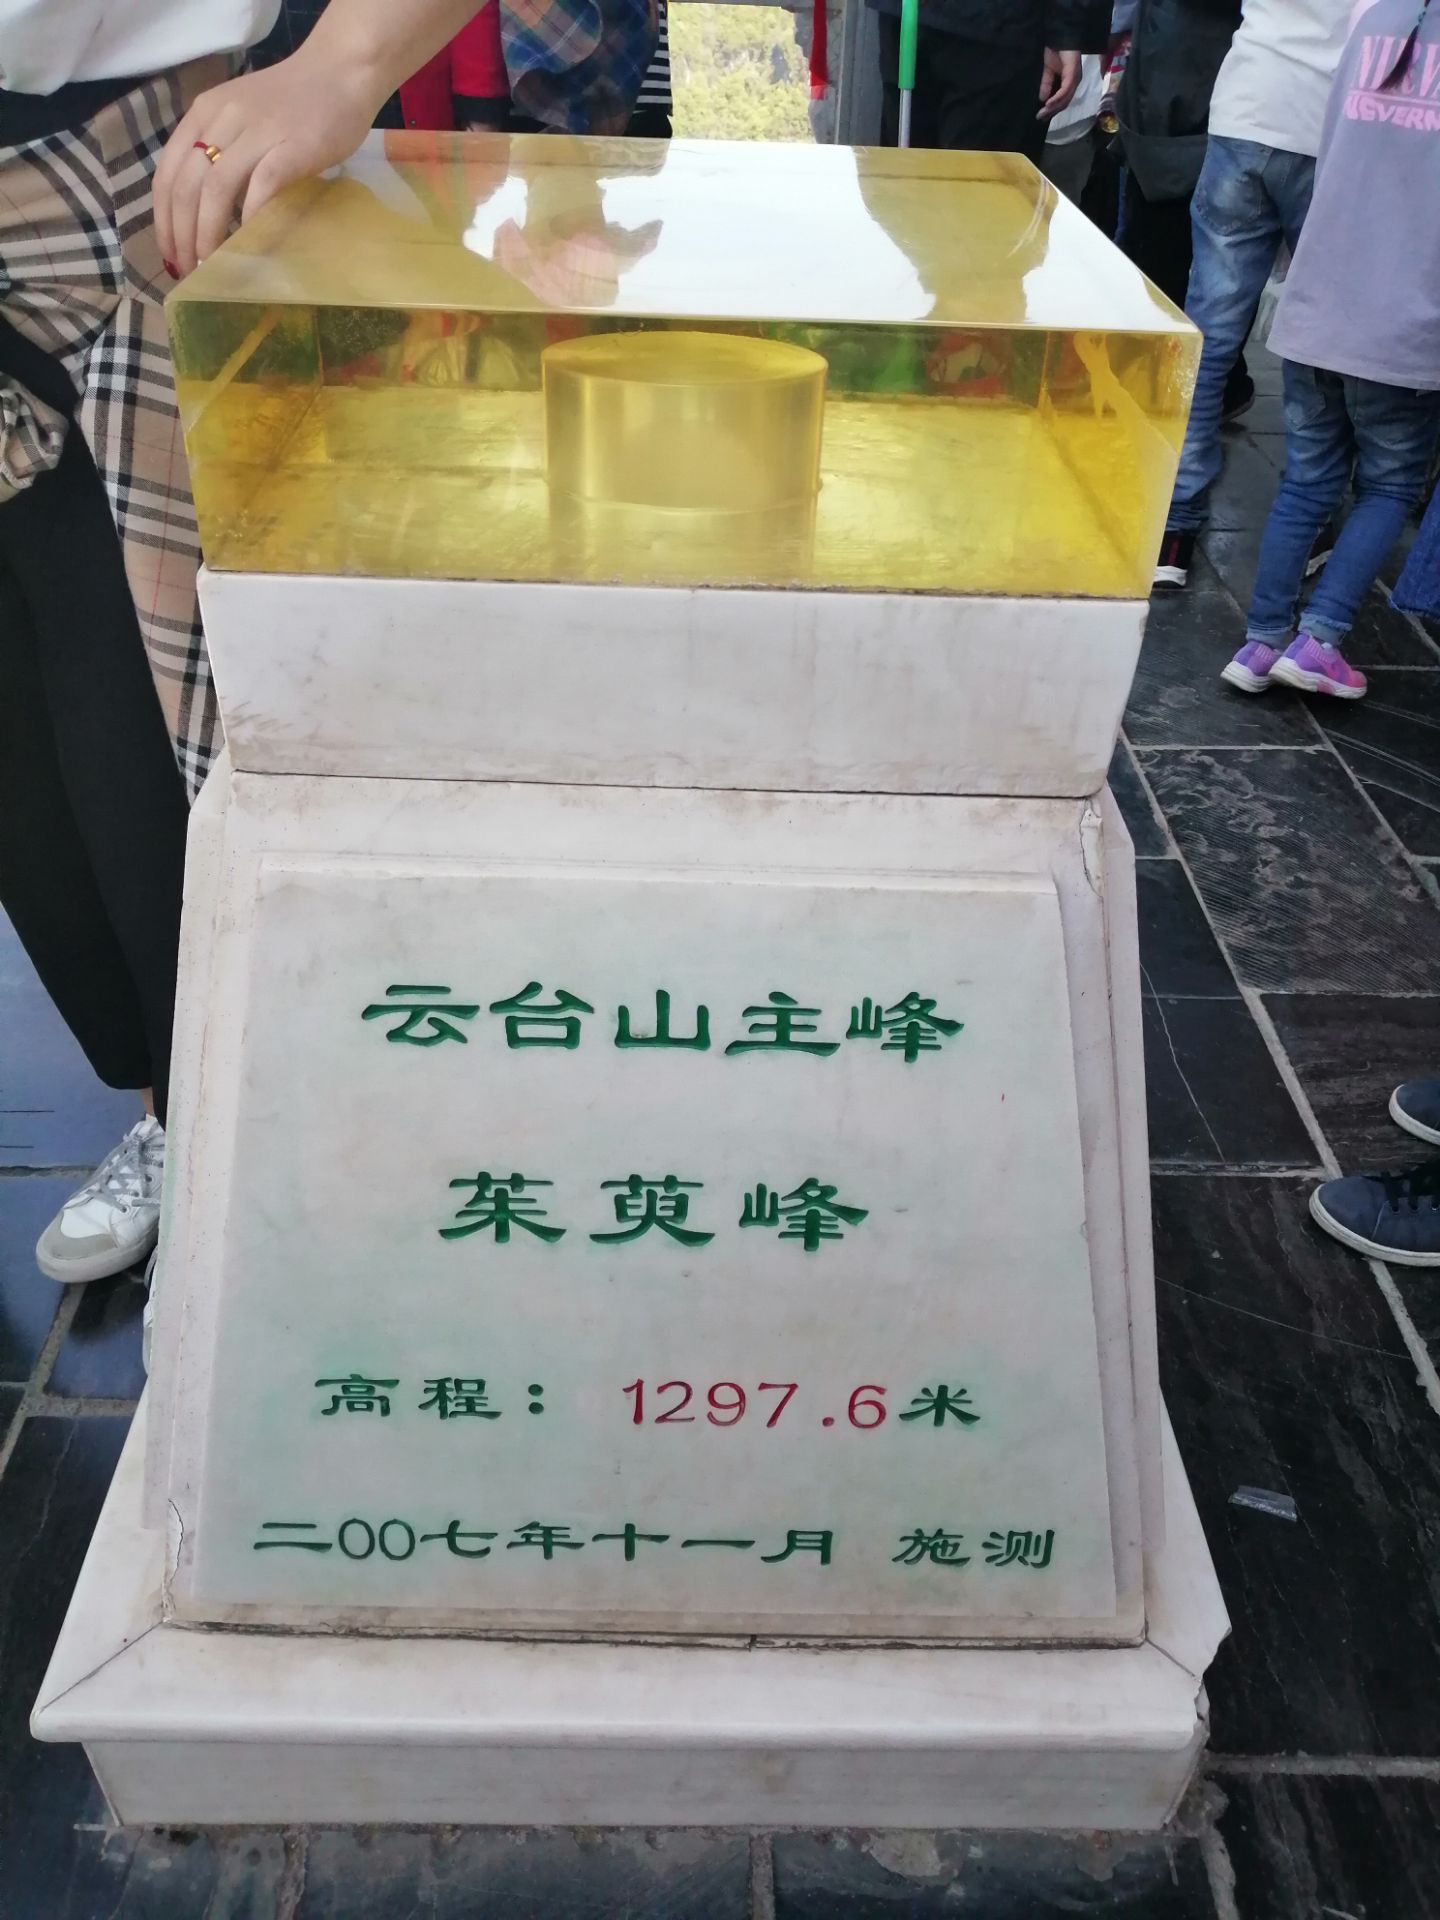 云台山主峰
茱萸峰
高程：1297.6米
二00七年十一月 施测